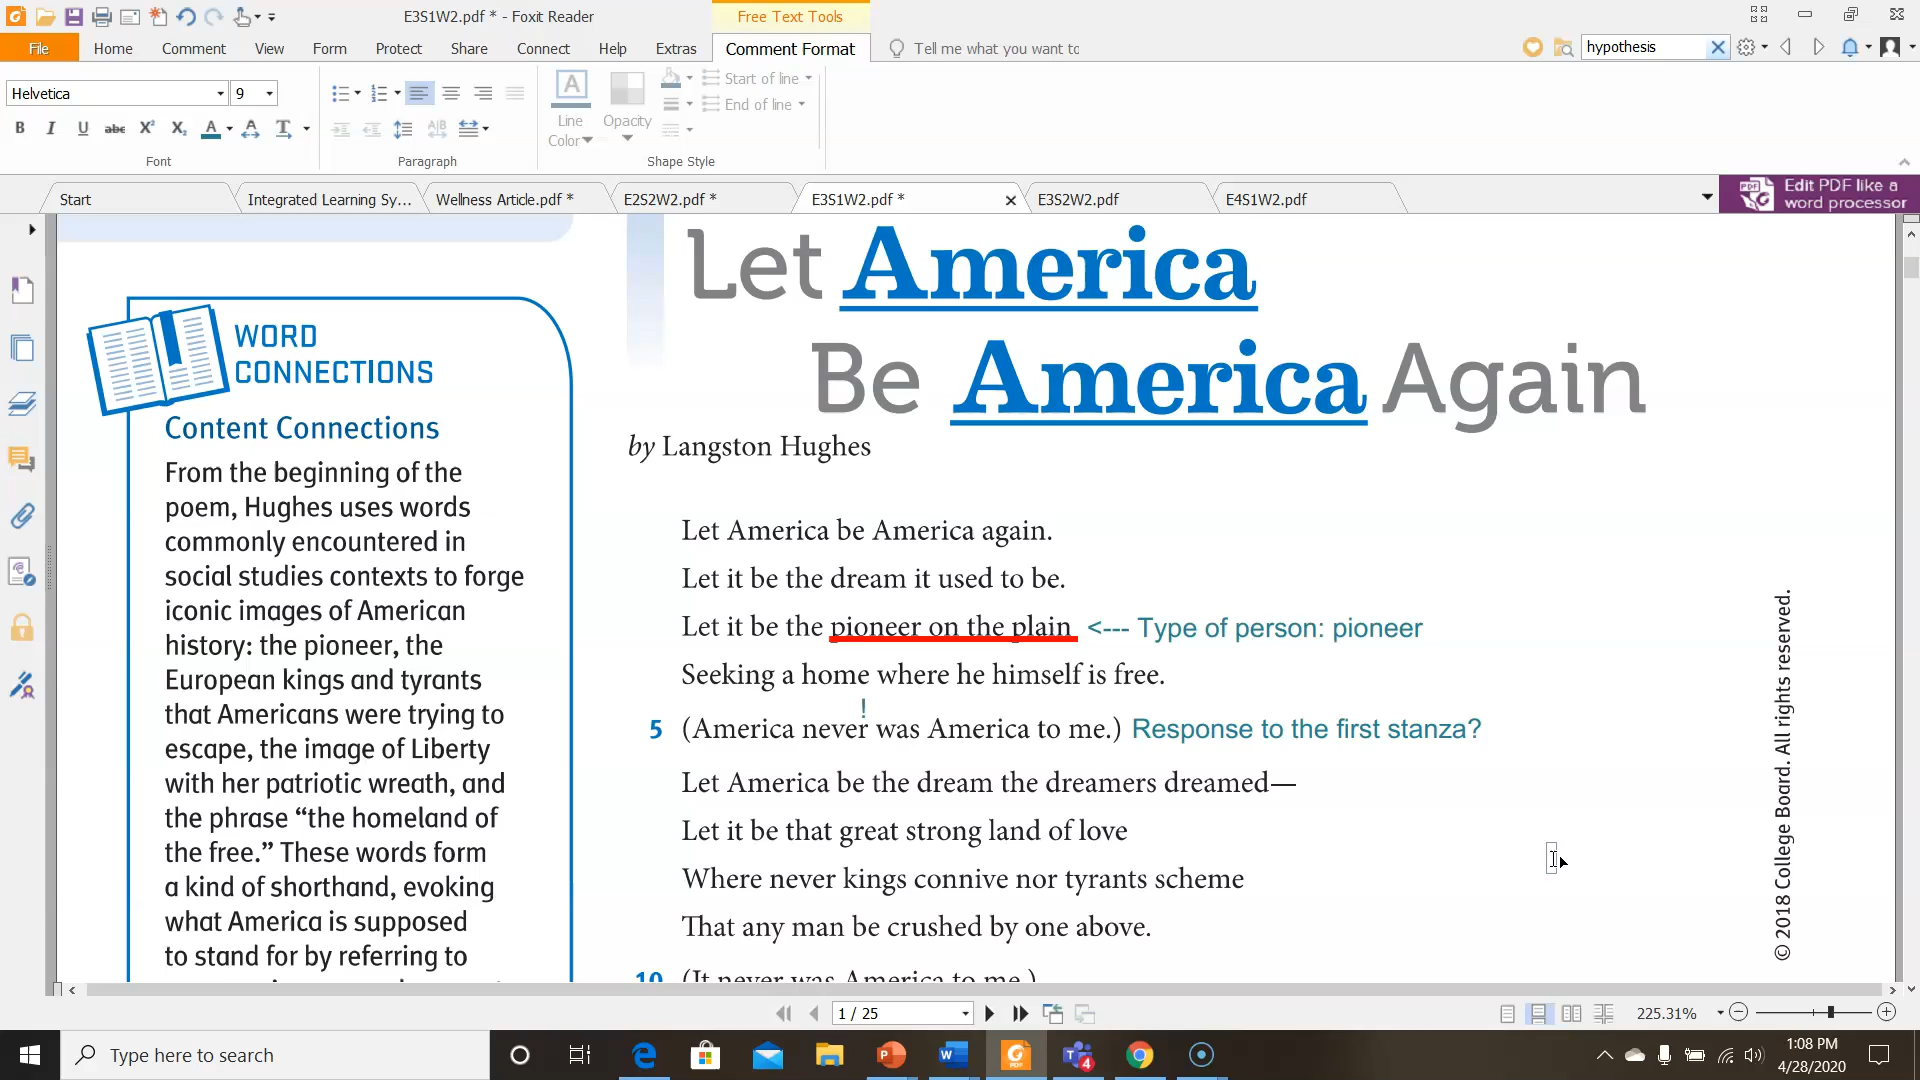 E3S1W2.pdf * - Foxit Reader
Free Text Tools
File
Home
Comment
View
Form
Protect
Share
Connect
Help
Extras
Comment Format
Tell me what you want to
hypothesis
Helvetica
9
Start of line
End of line
Line
Color
Opacity
Font
Paragraph
Shape Style
Start
Integrated Learning Sy...
Wellness Article.pdf *
E2S2W2.pdf *
E3S1W2.pdf *
E3S2W2.pdf
E4S1W2.pdf
Edit PDF like a
word processor
WORD
CONNECTIONS
Content Connections
From the beginning of the
poem, Hughes uses words
commonly encountered in
social studies contexts to forge
iconic images of American
history: the pioneer, the
European kings and tyrants
that Americans were trying to
escape, the image of Liberty
with her patriotic wreath, and
the phrase “the homeland of
the free.” These words form
a kind of shorthand, evoking
what America is supposed
to stand for by referring to
Let America
Be America Again
by Langston Hughes
Let America be America again.
Let it be the dream it used to be.
Let it be the pioneer on the plain <--- Type of person: pioneer
Seeking a home where he himself is free.
!
5 (America never was America to me.) Response to the first stanza?
Let America be the dream the dreamers dreamed—
Let it be that great strong land of love
Where never kings connive nor tyrants scheme
That any man be crushed by one above.
10 (It never was America to me.)
© 2018 College Board. All rights reserved.
1 / 25
225.31%
Type here to search
4
1:08 PM
4/28/2020